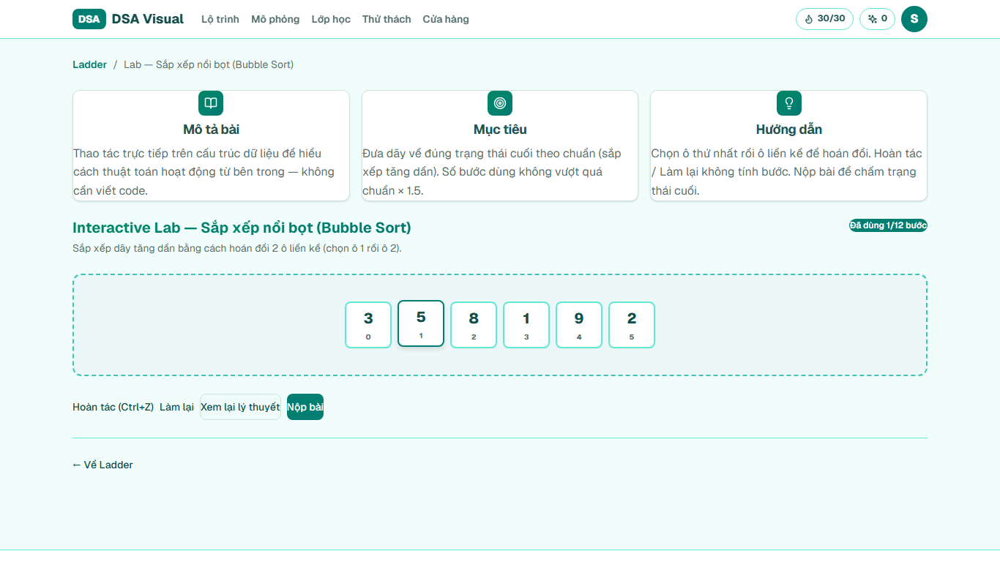 DSA DSA Visual Lộ trình Mô phỏng Lớp học Thử thách Cửa hàng 30/30 0 S
Ladder / Lab — Sắp xếp nổi bọt (Bubble Sort)
Mô tả bài
Thao tác trực tiếp trên cấu trúc dữ liệu để hiểu
cách thuật toán hoạt động từ bên trong — không
cần viết code.
Mục tiêu
Đưa dãy về đúng trạng thái cuối theo chuẩn (sắp
xếp tăng dần). Số bước dùng không vượt quá
chuẩn × 1.5.
Hướng dẫn
Chọn ô thứ nhất rồi ô liền kề để hoán đổi. Hoàn tác
/ Làm lại không tính bước. Nộp bài để chấm trạng
thái cuối.
Interactive Lab — Sắp xếp nổi bọt (Bubble Sort)
Đã dùng 1/12 bước
Sắp xếp dãy tăng dần bằng cách hoán đổi 2 ô liền kề (chọn ô 1 rồi ô 2).
3 5 8 1 9 2
0 1 2 3 4 5
Hoàn tác (Ctrl+Z) Làm lại Xem lại lý thuyết Nộp bài
← Về Ladder